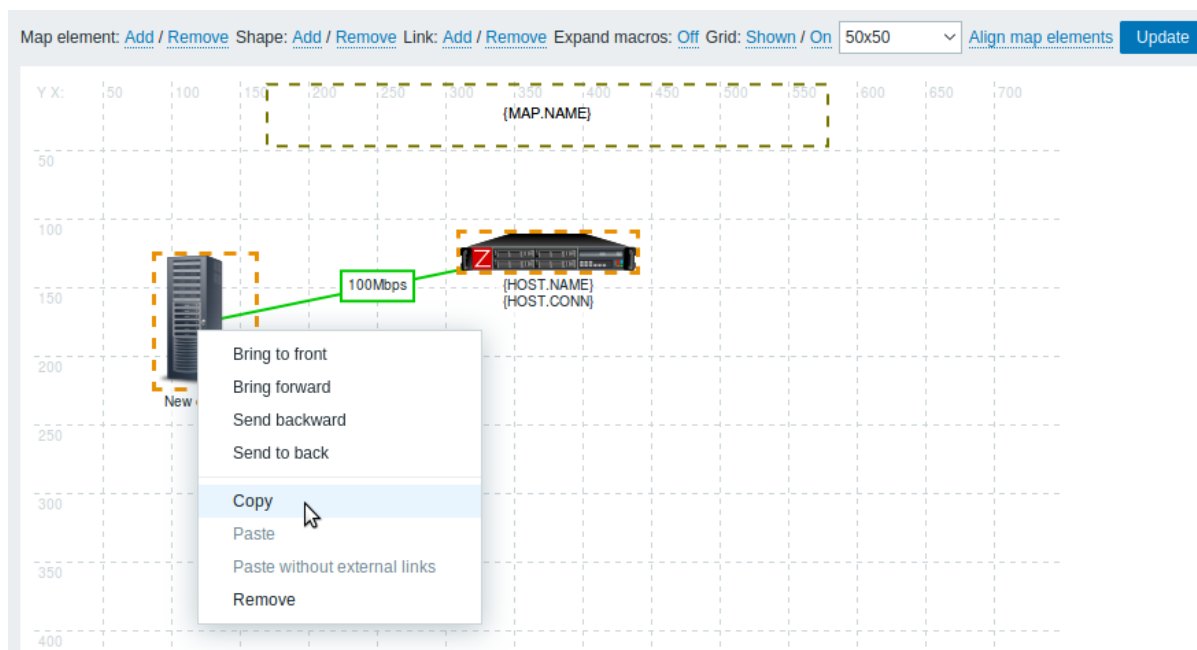 Map element: Add / Remove Shape: Add / Remove Link: Add / Remove Expand macros: Off Grid: Shown / On 50x50 Align map elements Update
Y X: 50 100 150 200 250 300 350 400 450 500 550 600 650 700
{MAP.NAME}
50
100
Z
100Mbps
{HOST.NAME}
150
{HOST.CONN}
Bring to front
200
Bring forward
New
Send backward
250
Send to back
Copy
300
Paste
Paste without external links
350
Remove
400